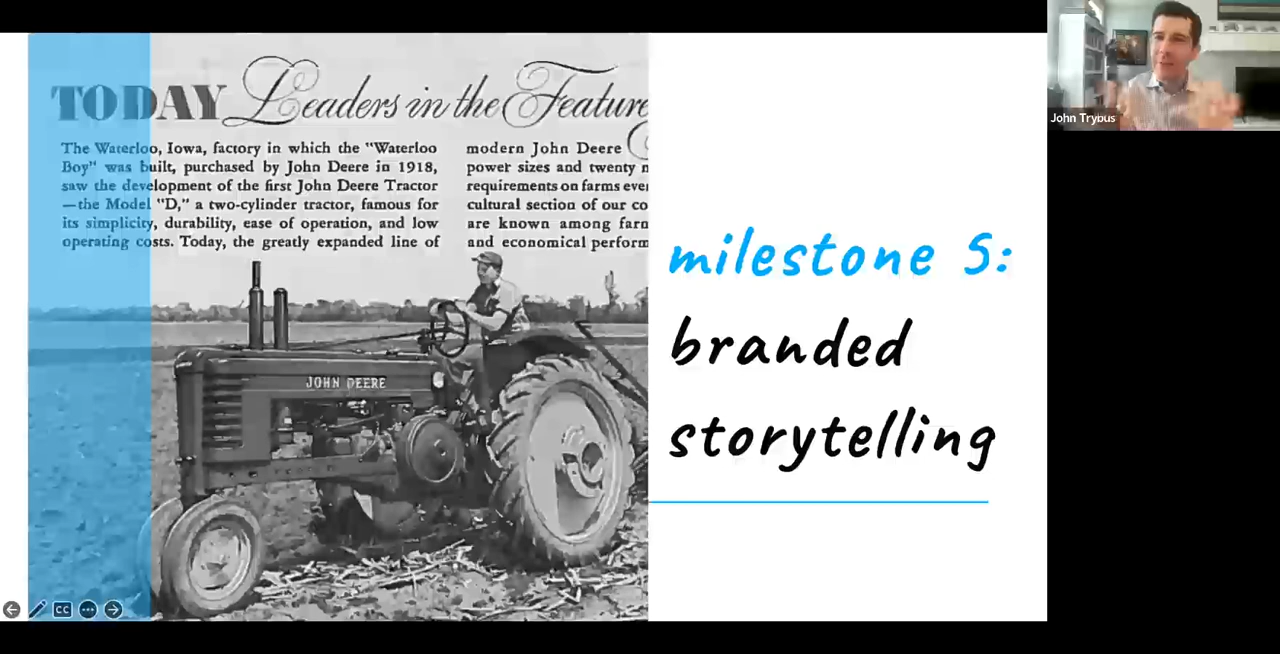 TODAY Leaders in the Feature
The Waterloo, Iowa, factory in which the "Waterloo
Boy" was built, purchased by John Deere in 1918,
saw the development of the first John Deere Tractor
—the Model "D," a two-cylinder tractor, famous for
its simplicity, durability, ease of operation, and low
operating costs. Today, the greatly expanded line of
modern John Deere
power sizes and twenty
requirements on farms
cultural section of our
are known among
and economical
JOHN DEERE
milestone 5:
branded
storytelling
John Trybus
CC